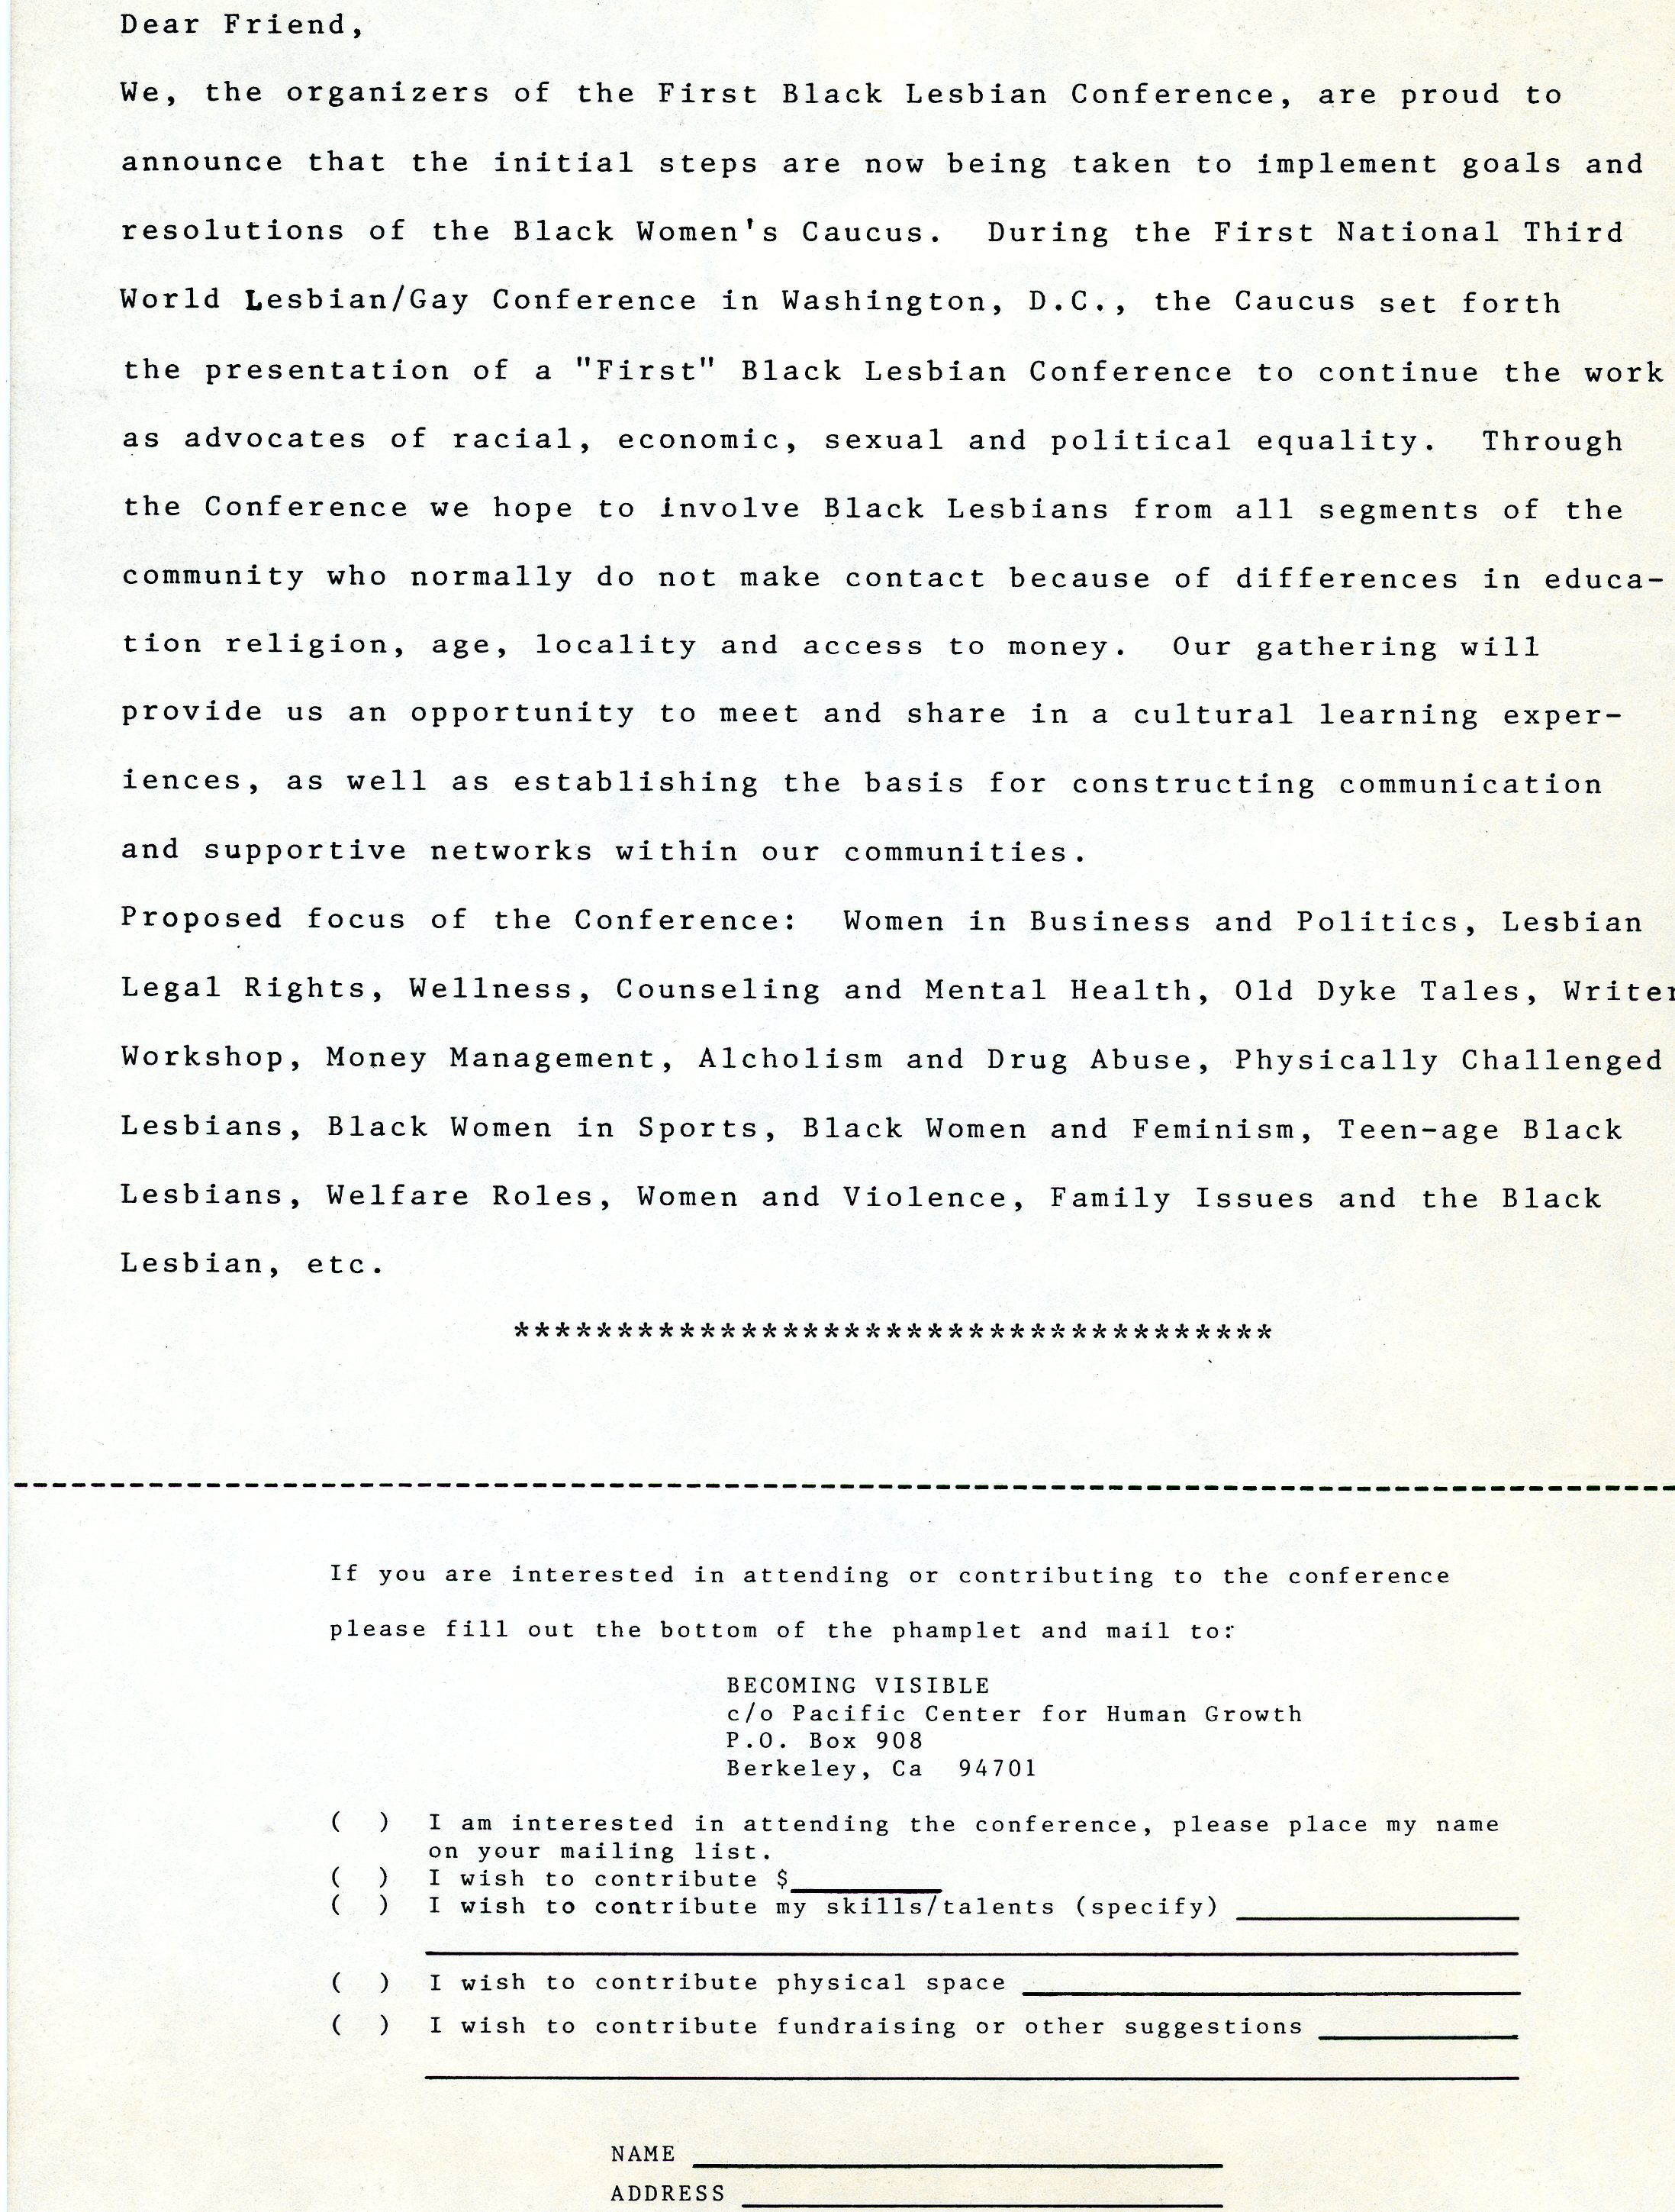 Dear Friend,
We, the organizers of the First Black Lesbian Conference, are proud to
announce that the initial steps are now being taken to implement goals and
resolutions of the Black Women's Caucus.  During the First National Third
World Lesbian/Gay Conference in Washington, D.C., the Caucus set forth
the presentation of a "First" Black Lesbian Conference to continue the work
as advocates of racial, economic, sexual and political equality.  Through
the Conference we hope to involve Black Lesbians from all segments of the
community who normally do not make contact because of differences in educa-
tion religion, age, locality and access to money.  Our gathering will
provide us an opportunity to meet and share in a cultural learning exper-
iences, as well as establishing the basis for constructing communication
and supportive networks within our communities.
Proposed focus of the Conference:  Women in Business and Politics, Lesbian
Legal Rights, Wellness, Counseling and Mental Health, Old Dyke Tales, Writer
Workshop, Money Management, Alcholism and Drug Abuse, Physically Challenged
Lesbians, Black Women in Sports, Black Women and Feminism, Teen-age Black
Lesbians, Welfare Roles, Women and Violence, Family Issues and the Black
Lesbian, etc.
*************************************
If you are interested in attending or contributing to the conference
please fill out the bottom of the phamplet and mail to:
BECOMING VISIBLE
c/o Pacific Center for Human Growth
P.O. Box 908
Berkeley, Ca  94701
(  )  I am interested in attending the conference, please place my name
on your mailing list.
(  )  I wish to contribute $________
(  )  I wish to contribute my skills/talents (specify) ________
(  )  I wish to contribute physical space ________
(  )  I wish to contribute fundraising or other suggestions ________
NAME ________
ADDRESS ________